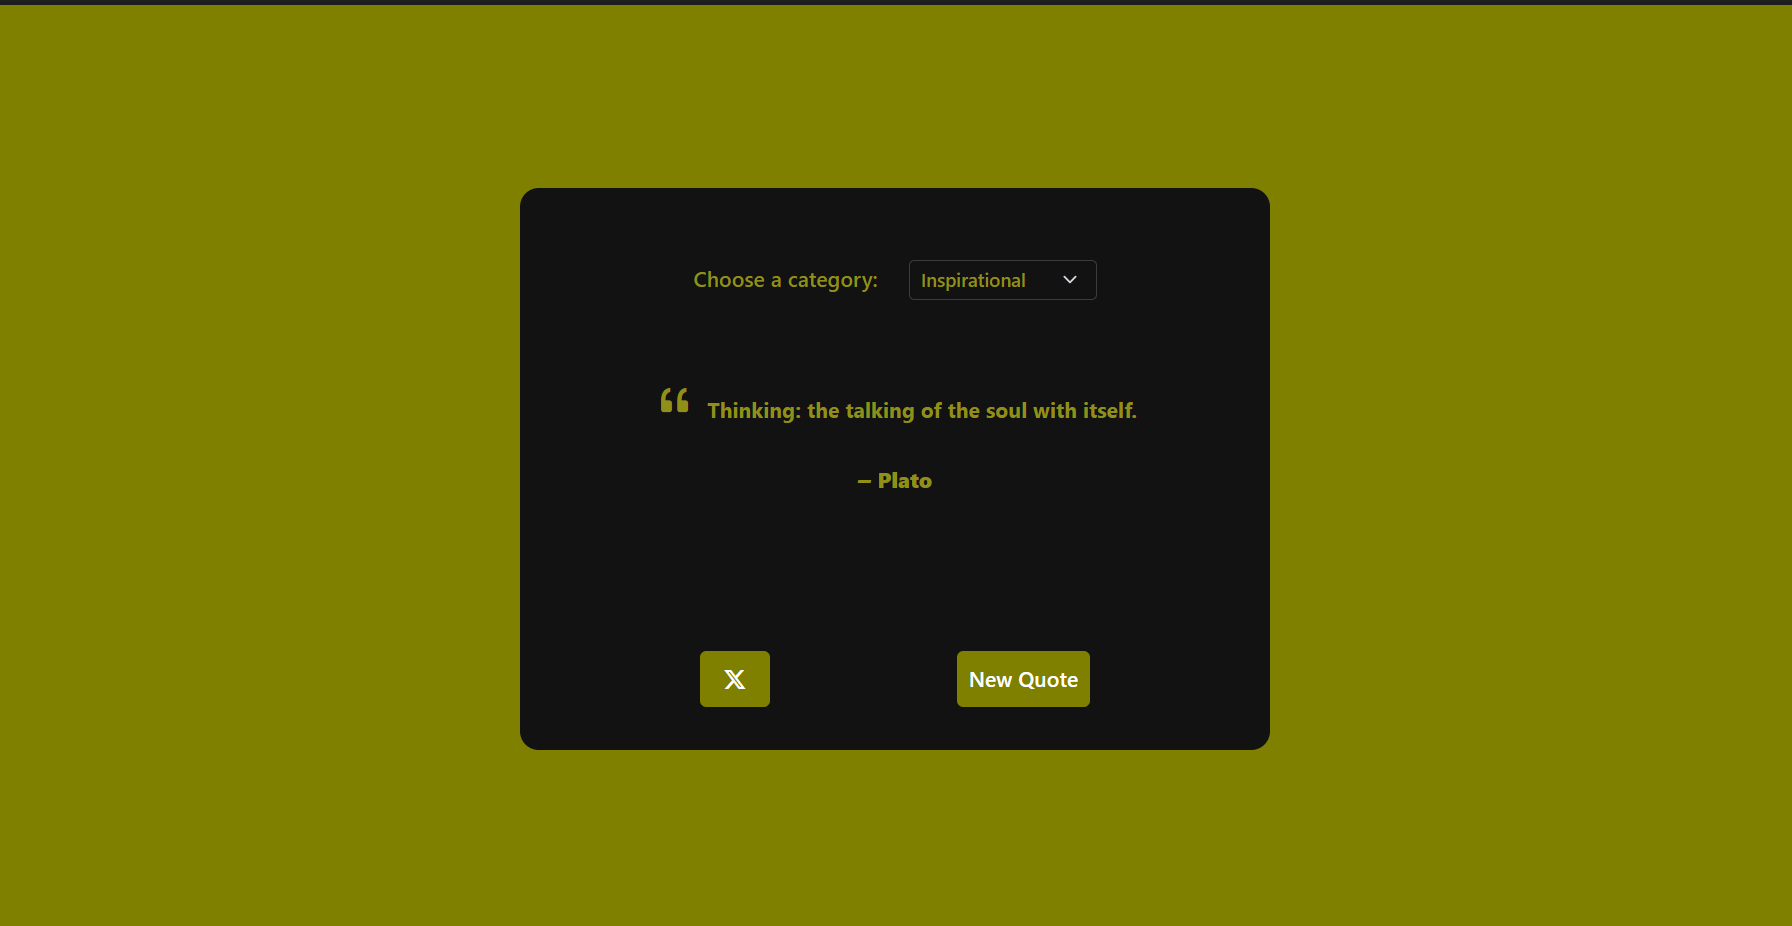 Choose a category: Inspirational
“ Thinking: the talking of the soul with itself.
– Plato
X New Quote